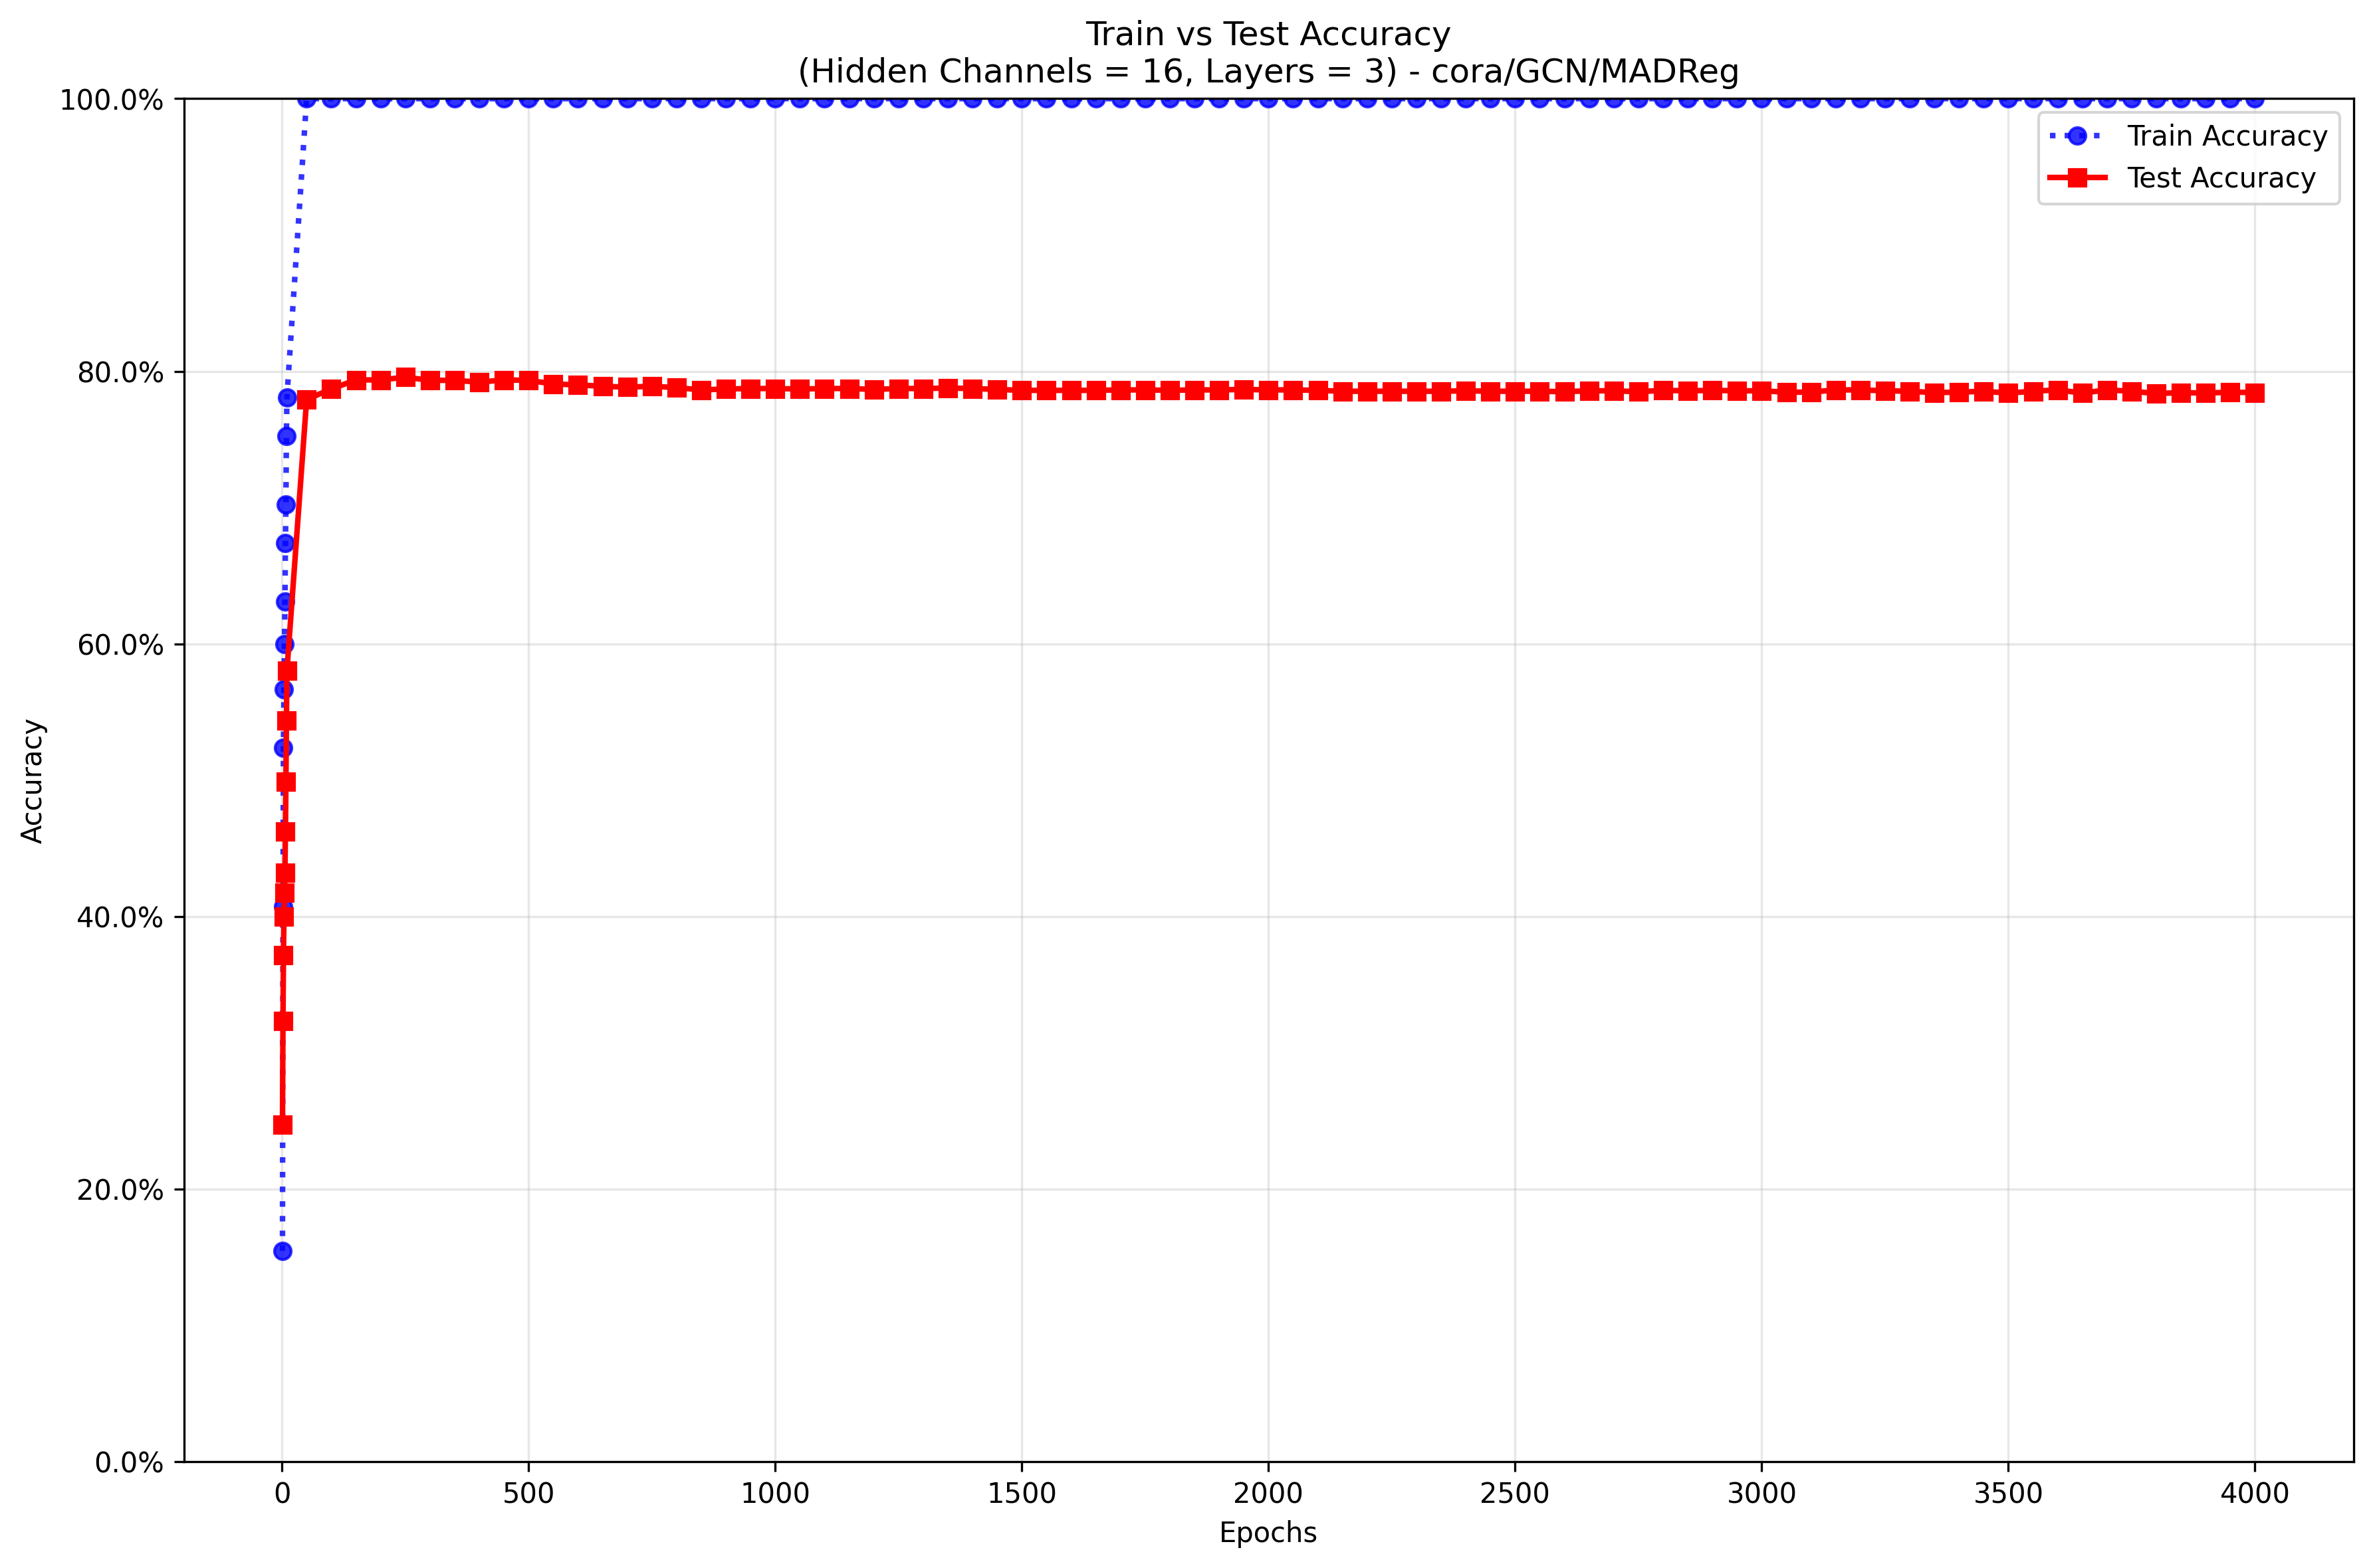 Train vs Test Accuracy
(Hidden Channels = 16, Layers = 3) - cora/GCN/MADReg
100.0%
80.0%
60.0%
40.0%
20.0%
0.0%
Accuracy
Train Accuracy
Test Accuracy
0 500 1000 1500 2000 2500 3000 3500 4000
Epochs